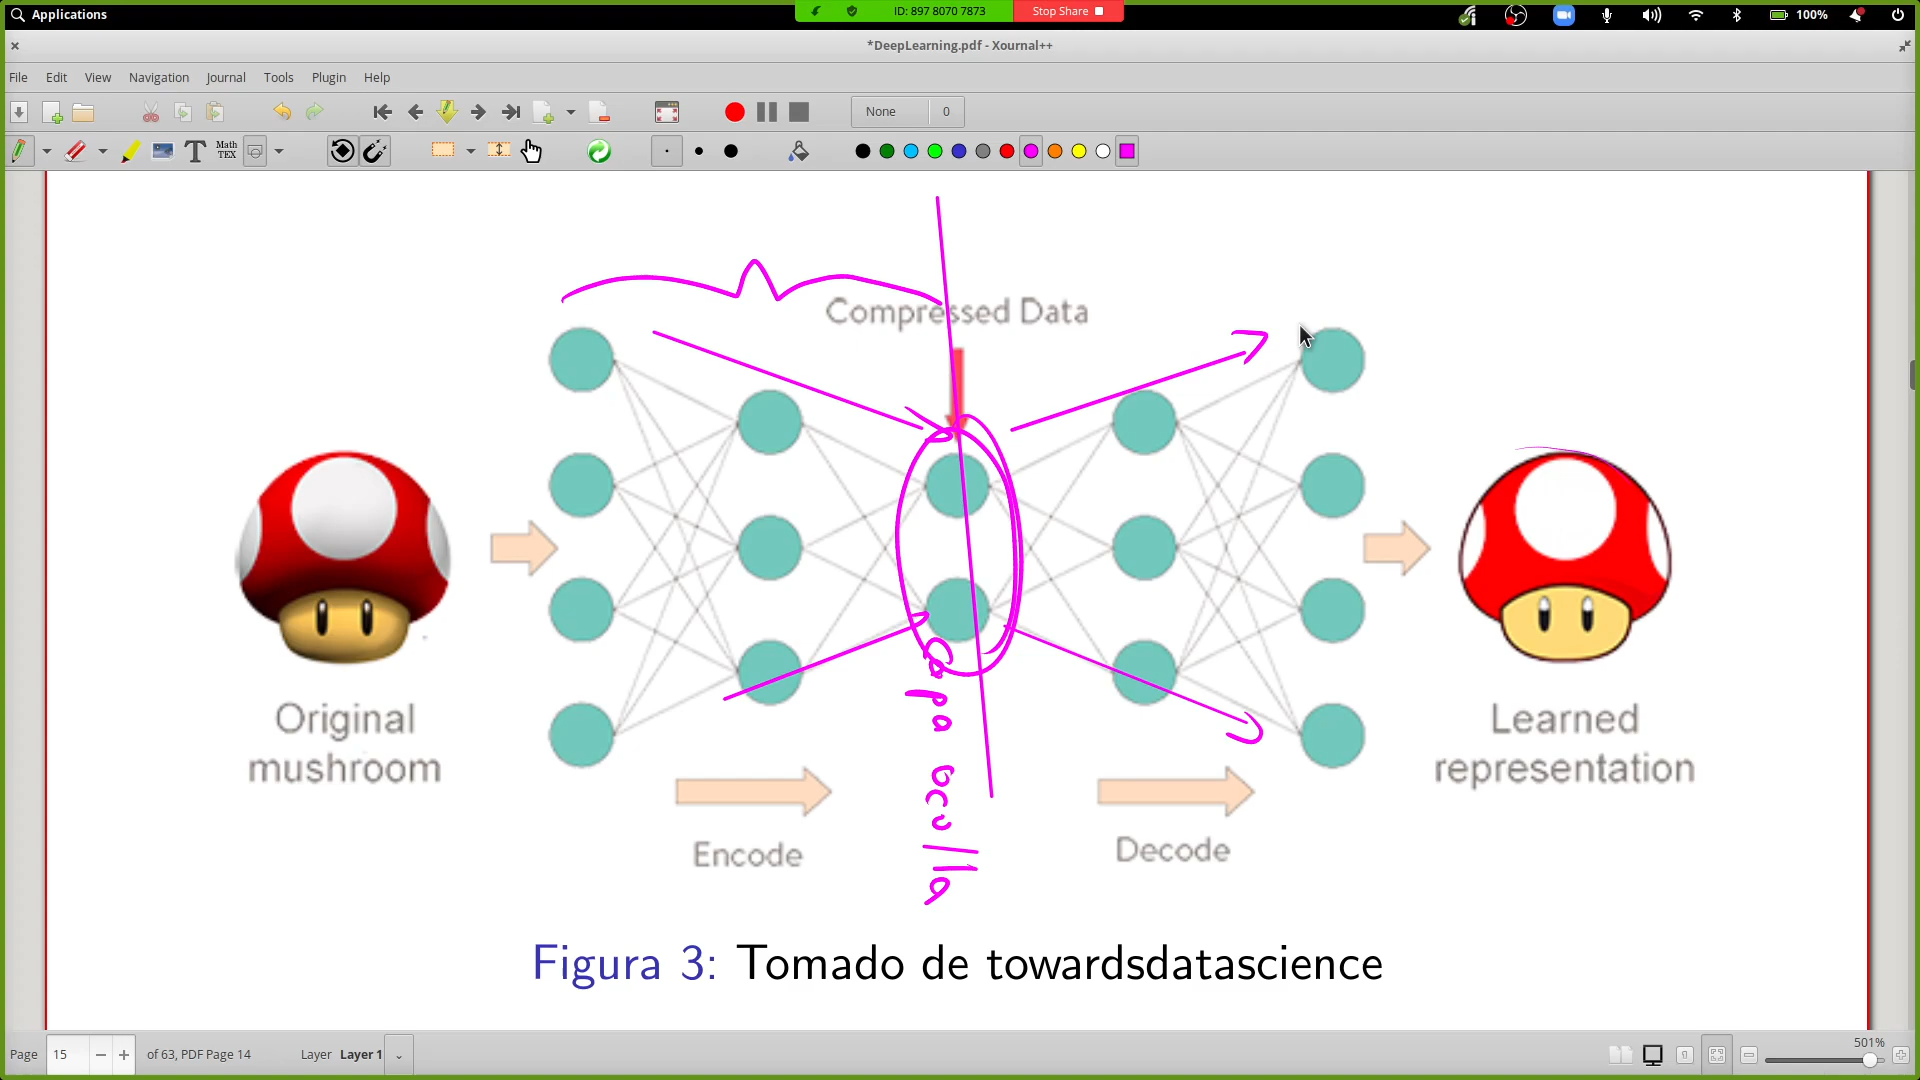 Applications
ID: 897 8070 7873
Stop Share
100%
*DeepLearning.pdf - Xournal++
File Edit View Navigation Journal Tools Plugin Help
None 0
Math
TEX
Compressed Data
Original
mushroom
Learned
representation
Encode
Decode
Capa oculta
Figura 3: Tomado de towardsdatascience
Page 15 of 63, PDF Page 14 Layer Layer 1
501%